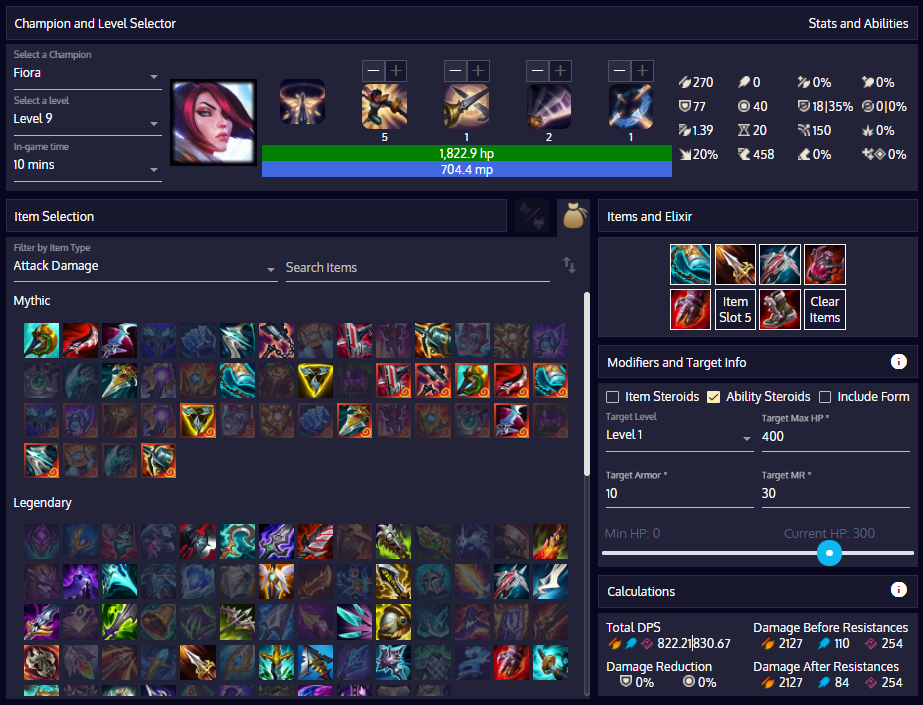 Champion and Level Selector
Stats and Abilities
Select a Champion
Fiora
Select a level
Level 9
In-game time
10 mins
5
1
2
1
1,822.9 hp
704.4 mp
270 0 0% 0%
77 40 18|35% 0|0%
1.39 20 150 0%
20% 458 0% 0%
Item Selection
Filter by Item Type
Attack Damage
Search Items
Mythic
Legendary
Items and Elixir
Item
Slot 5
Clear
Items
Modifiers and Target Info
Item Steroids Ability Steroids Include Form
Target Level
Level 1
Target Max HP *
400
Target Armor *
10
Target MR *
30
Min HP: 0
Current HP: 300
Calculations
Total DPS
822.21|830.67
Damage Before Resistances
2127 110 254
Damage Reduction
0% 0%
Damage After Resistances
2127 84 254